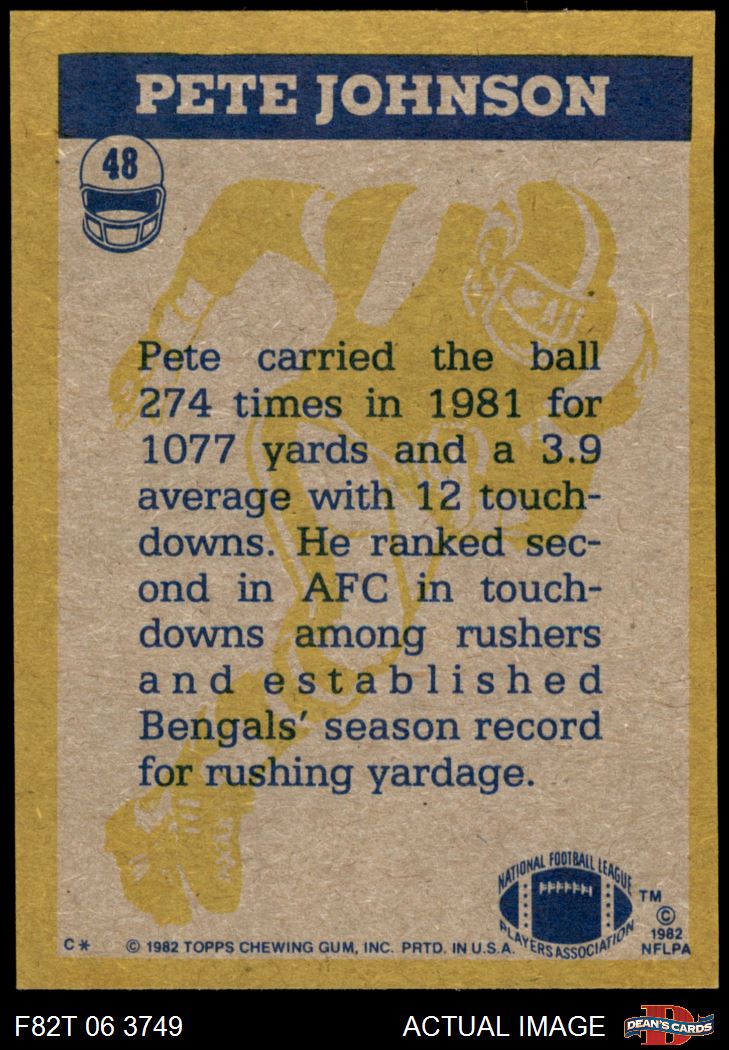 PETE JOHNSON
48
Pete carried the ball
274 times in 1981 for
1077 yards and a 3.9
average with 12 touch-
downs. He ranked sec-
ond in AFC in touch-
downs among rushers
and established
Bengals' season record
for rushing yardage.
NATIONAL FOOTBALL LEAGUE
PLAYERS ASSOCIATION
TM
©
1982
NFLPA
C* © 1982 TOPPS CHEWING GUM, INC. PRTD. IN U.S.A.
F82T 06 3749 ACTUAL IMAGE
D
DEAN'S CARDS